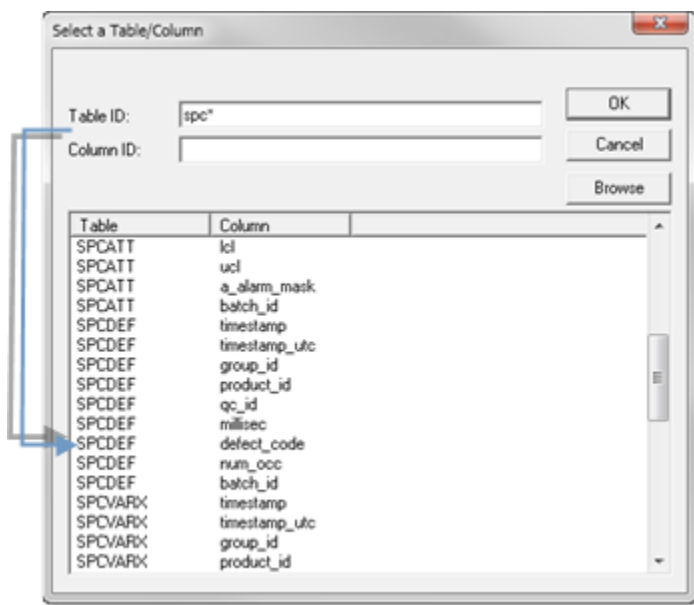 Select a Table/Column
Table ID: spc*
OK
Column ID:
Cancel
Browse
Table Column
SPCATT lcl
SPCATT ucl
SPCATT a_alarm_mask
SPCATT batch_id
SPCDEF timestamp
SPCDEF timestamp_utc
SPCDEF group_id
SPCDEF product_id
SPCDEF qc_id
SPCDEF millisec
SPCDEF defect_code
SPCDEF num_occ
SPCDEF batch_id
SPCVARX timestamp
SPCVARX timestamp_utc
SPCVARX group_id
SPCVARX product_id